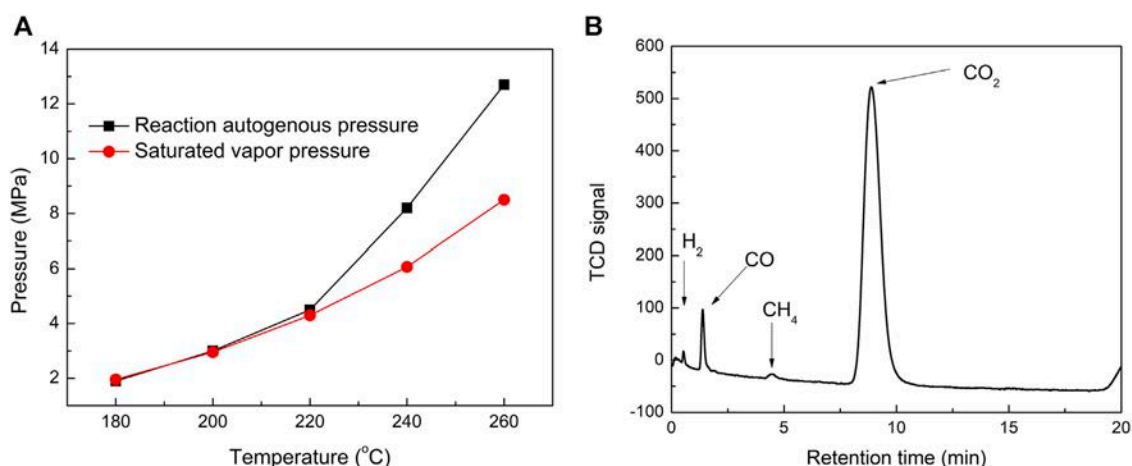 A
14
12
10
8
6
4
2
Pressure (MPa)
Reaction autogenous pressure
Saturated vapor pressure
180
200
220
240
260
Temperature (°C)
B
600
500
400
300
200
100
0
-100
TCD signal
H₂
CO
CH₄
CO₂
0
5
10
15
20
Retention time (min)